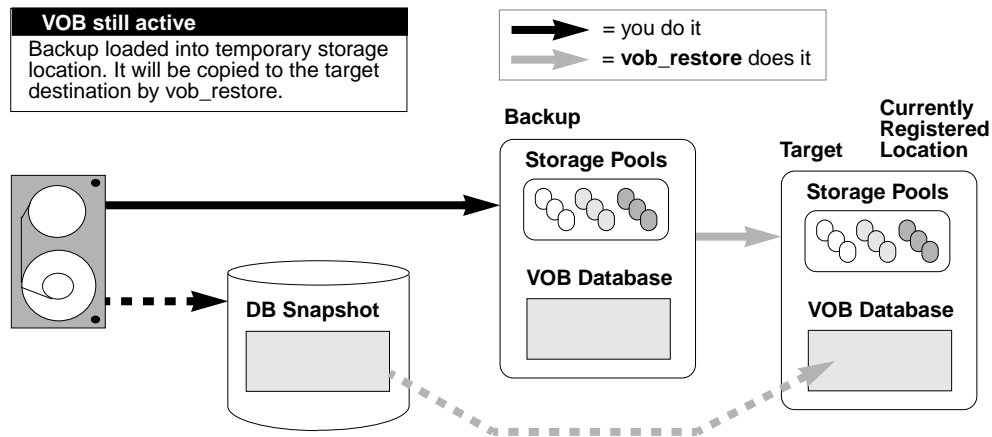 VOB still active
Backup loaded into temporary storage
location. It will be copied to the target
destination by vob_restore.
= you do it
= vob_restore does it
Backup
Storage Pools
VOB Database
DB Snapshot
Target
Currently
Registered
Location
Storage Pools
VOB Database